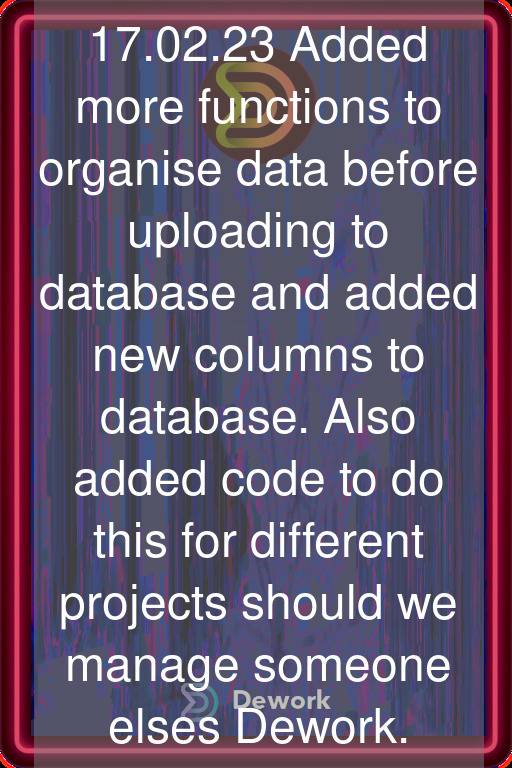 17.02.23 Added
more functions to
organise data before
uploading to
database and added
new columns to
database. Also
added code to do
this for different
projects should we
manage someone
Dework
elses Dework.